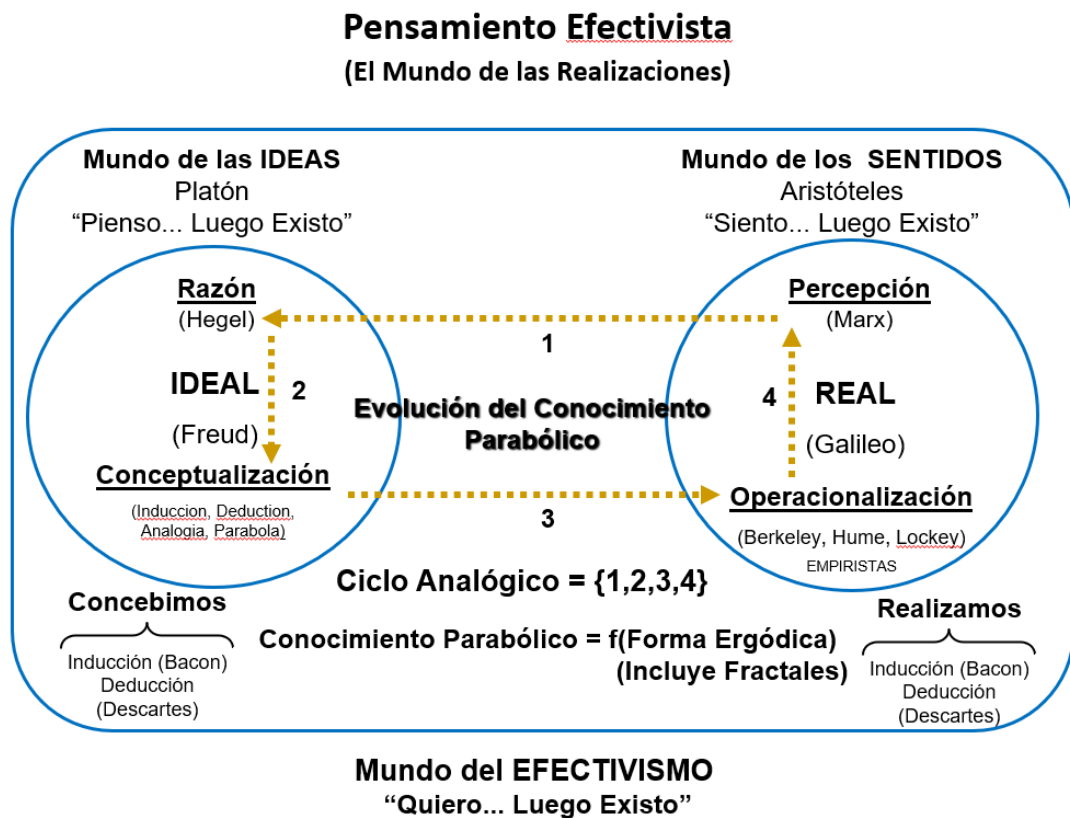 Pensamiento Efectivista
(El Mundo de las Realizaciones)
Mundo de las IDEAS
Platón
“Pienso... Luego Existo”
Mundo de los SENTIDOS
Aristóteles
“Siento... Luego Existo”
Razón
(Hegel)
Percepción
(Marx)
1
IDEAL
2
(Freud)
Evolución del Conocimiento
Parabólico
4
REAL
(Galileo)
Conceptualización
(Induccion, Deduction,
Analogia, Parabola)
3
Operacionalización
(Berkeley, Hume, Lockey)
EMPIRISTAS
Ciclo Analógico = {1,2,3,4}
Concebimos
Inducción (Bacon)
Deducción
(Descartes)
Conocimiento Parabólico = f(Forma Ergódica)
(Incluye Fractales)
Realizamos
Inducción (Bacon)
Deducción
(Descartes)
Mundo del EFECTIVISMO
“Quiero... Luego Existo”